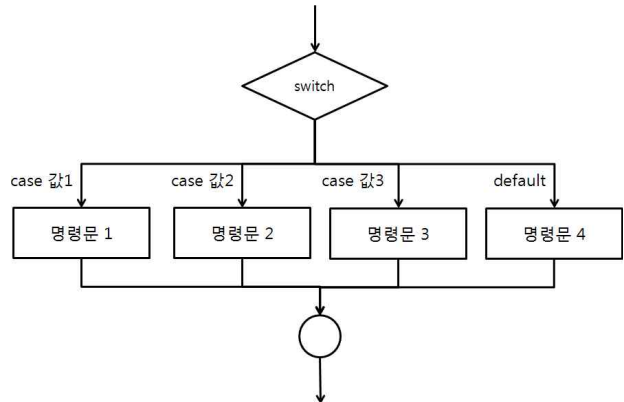 switch
case 값1
case 값2
case 값3
default
명령문 1
명령문 2
명령문 3
명령문 4